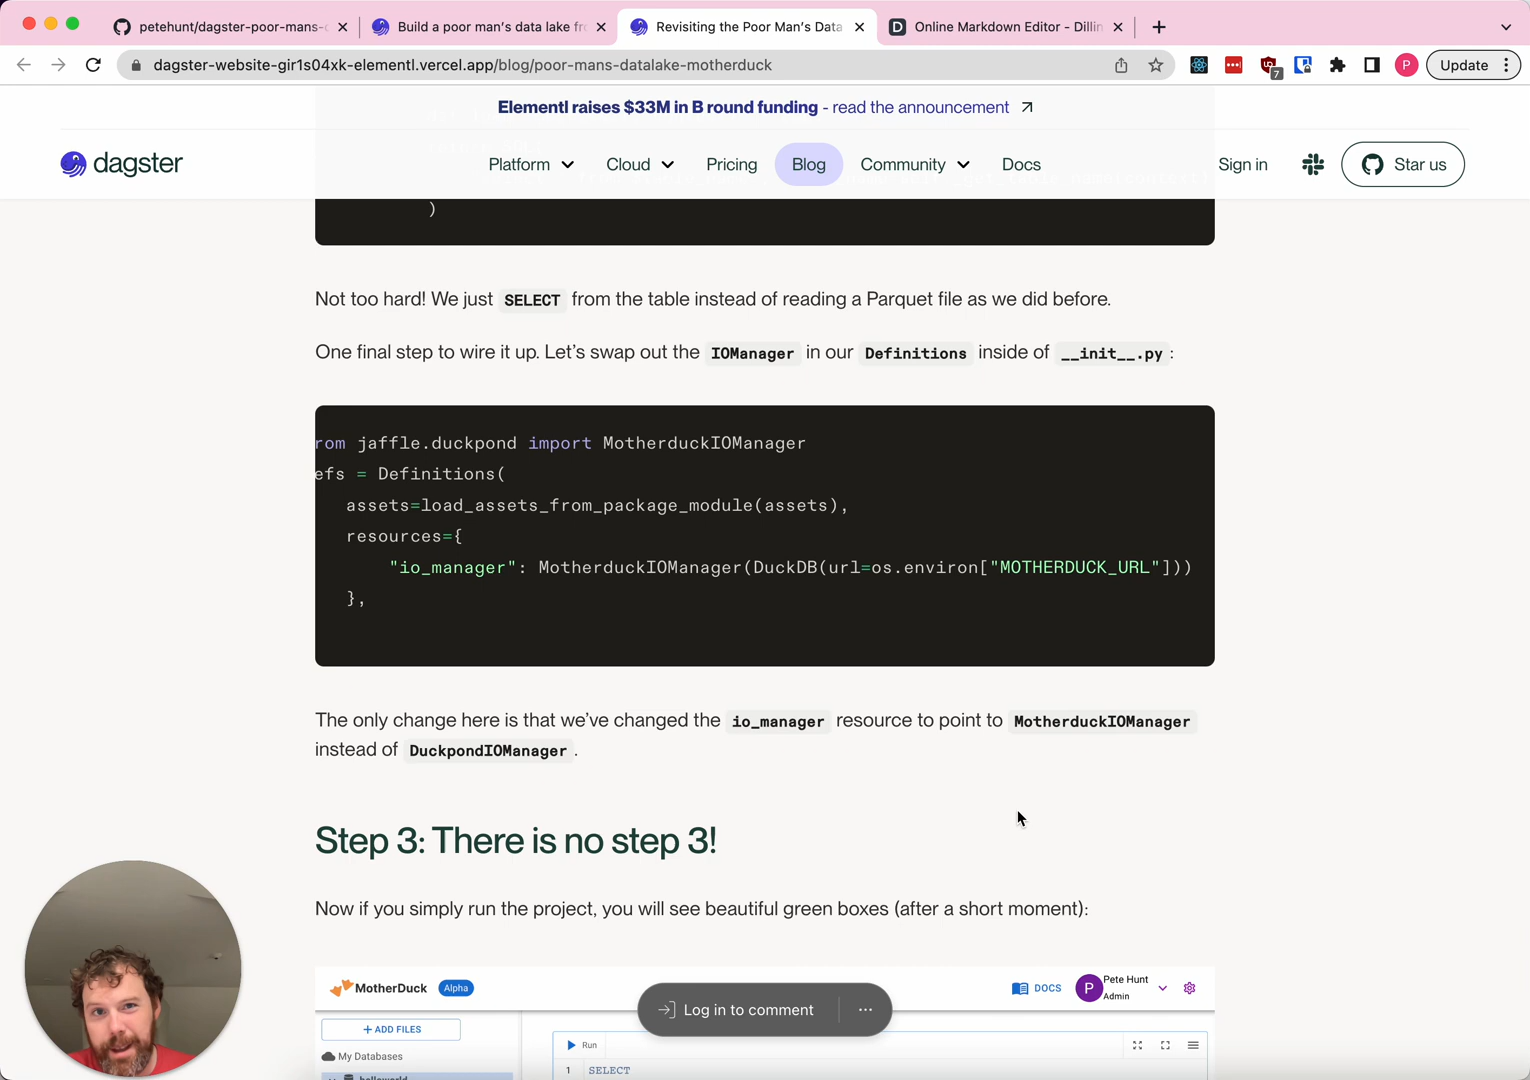 petehunt/dagster-poor-mans-
Build a poor man's data lake fr
Revisiting the Poor Man's Data
Online Markdown Editor - Dillin
dagster-website-gir1s04xk-elementl.vercel.app/blog/poor-mans-datalake-motherduck
7
P
Update
Elementl raises $33M in B round funding - read the announcement
dagster
Platform
Cloud
Pricing
Blog
Community
Docs
Sign in
Star us
)
Not too hard! We just SELECT from the table instead of reading a Parquet file as we did before.
One final step to wire it up. Let's swap out the IOManager in our Definitions inside of __init__.py :
rom jaffle.duckpond import MotherduckIOManager
efs = Definitions(
assets=load_assets_from_package_module(assets),
resources={
"io_manager": MotherduckIOManager(DuckDB(url=os.environ["MOTHERDUCK_URL"]))
},
The only change here is that we've changed the io_manager resource to point to MotherduckIOManager
instead of DuckpondIOManager .
Step 3: There is no step 3!
Now if you simply run the project, you will see beautiful green boxes (after a short moment):
MotherDuck
Alpha
DOCS
Pete Hunt
Admin
P
+ ADD FILES
My Databases
Log in to comment
Run
1 SELECT